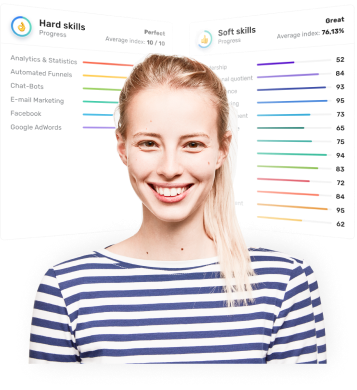 Hard skills
Progress
Perfect
Average index: 10 / 10
Analytics & Statistics
Automated Funnels
Chat-Bots
E-mail Marketing
Facebook
Google AdWords
Soft skills
Progress
Great
Average index: 76.13%
52
84
93
95
73
65
75
94
83
72
84
95
62